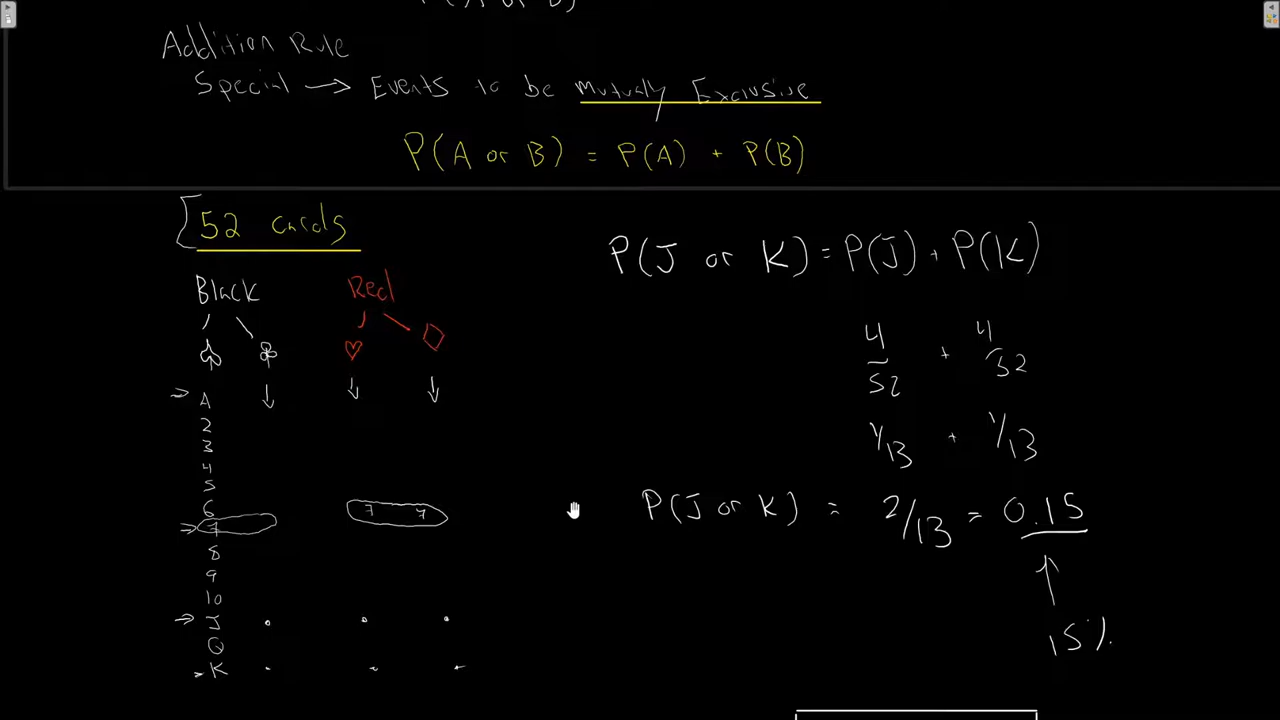 Addition Rule
Special → Events to be Mutually Exclusive
P(A or B) = P(A) + P(B)
52 cards
Black Red
A
2
3
4
5
6
7 7 7
8
9
10
J
Q
K
P(J or K) = P(J) + P(K)
4/52 + 4/52
1/13 + 1/13
P(J or K) = 2/13 = 0.15
15%